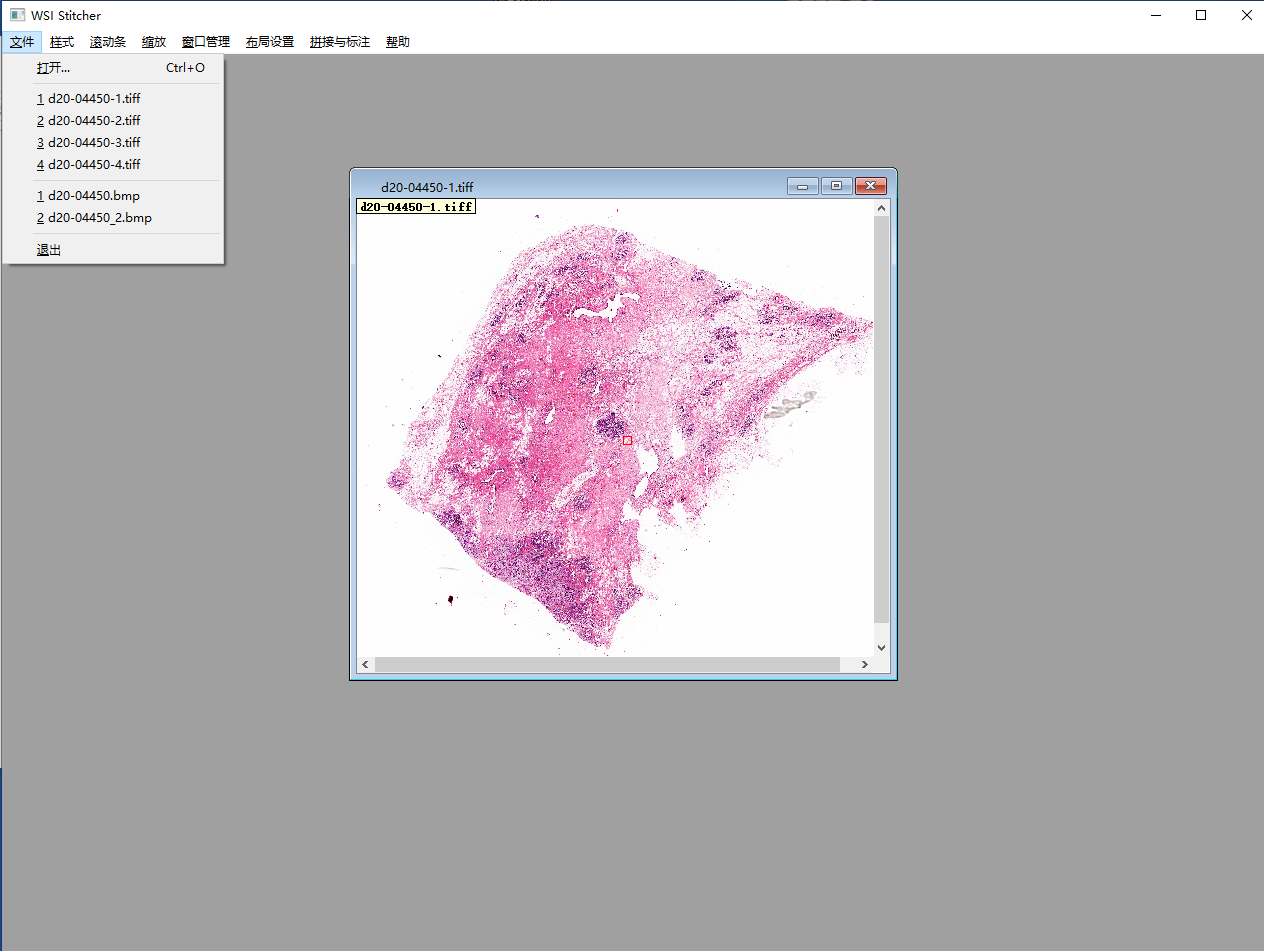 WSI Stitcher
文件 样式 滚动条 缩放 窗口管理 布局设置 拼接与标注 帮助
打开... Ctrl+O
1 d20-04450-1.tiff
2 d20-04450-2.tiff
3 d20-04450-3.tiff
4 d20-04450-4.tiff
1 d20-04450.bmp
2 d20-04450_2.bmp
退出
d20-04450-1.tiff
d20-04450-1.tiff